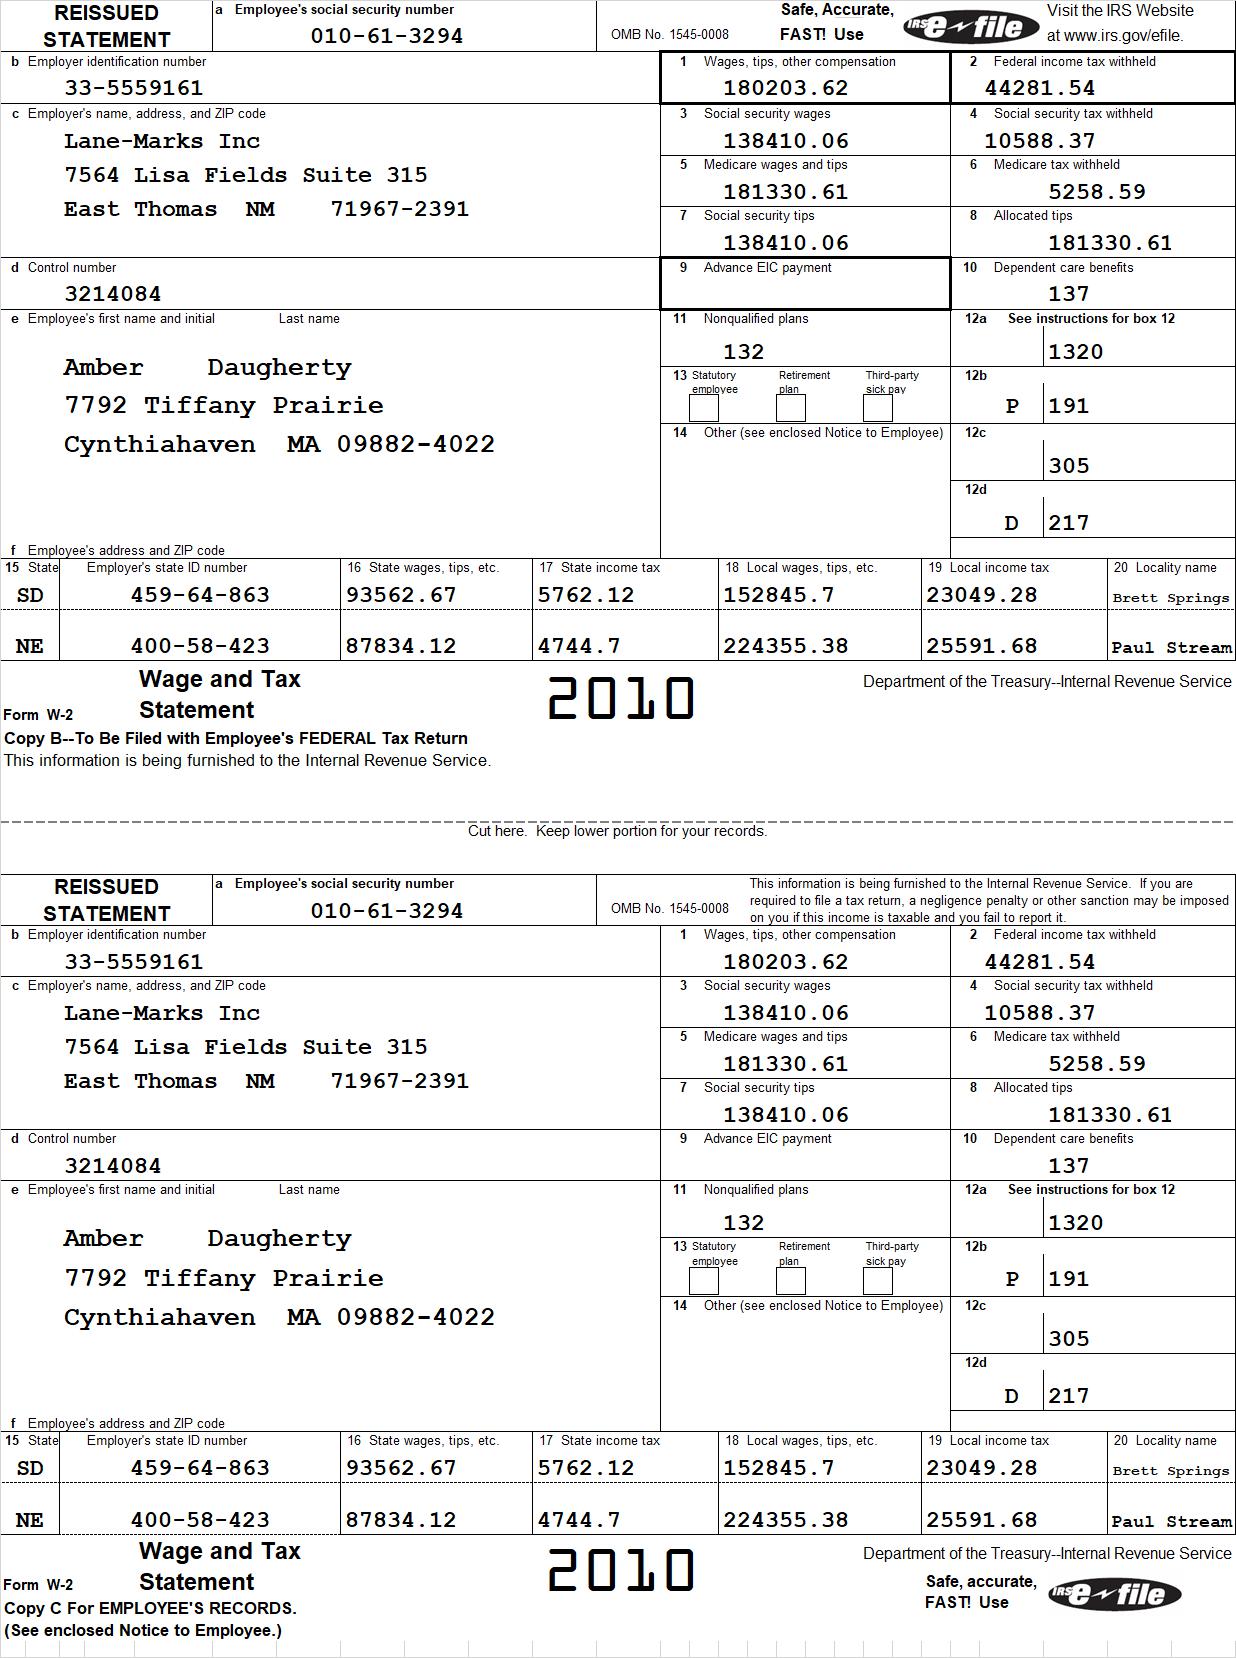 REISSUED STATEMENT
a Employee's social security number
010-61-3294
OMB No. 1545-0008
Safe, Accurate, FAST! Use
IRS e-file
Visit the IRS Website at www.irs.gov/efile.
b Employer identification number
33-5559161
1 Wages, tips, other compensation
180203.62
2 Federal income tax withheld
44281.54
c Employer's name, address, and ZIP code
Lane-Marks Inc
7564 Lisa Fields Suite 315
East Thomas NM 71967-2391
3 Social security wages
138410.06
4 Social security tax withheld
10588.37
5 Medicare wages and tips
181330.61
6 Medicare tax withheld
5258.59
7 Social security tips
138410.06
8 Allocated tips
181330.61
d Control number
3214084
9 Advance EIC payment
10 Dependent care benefits
137
e Employee's first name and initial Last name
Amber Daugherty
7792 Tiffany Prairie
Cynthiahaven MA 09882-4022
11 Nonqualified plans
132
12a See instructions for box 12
1320
13 Statutory employee Retirement plan Third-party sick pay
12b
P 191
14 Other (see enclosed Notice to Employee)
12c
305
12d
D 217
f Employee's address and ZIP code
15 State Employer's state ID number 16 State wages, tips, etc. 17 State income tax 18 Local wages, tips, etc. 19 Local income tax 20 Locality name
SD 459-64-863 93562.67 5762.12 152845.7 23049.28 Brett Springs
NE 400-58-423 87834.12 4744.7 224355.38 25591.68 Paul Stream
Form W-2
Wage and Tax Statement
2010
Department of the Treasury--Internal Revenue Service
Copy B--To Be Filed with Employee's FEDERAL Tax Return
This information is being furnished to the Internal Revenue Service.
Cut here. Keep lower portion for your records.
REISSUED STATEMENT
a Employee's social security number
010-61-3294
OMB No. 1545-0008
This information is being furnished to the Internal Revenue Service. If you are
required to file a tax return, a negligence penalty or other sanction may be imposed
on you if this income is taxable and you fail to report it.
b Employer identification number
33-5559161
1 Wages, tips, other compensation
180203.62
2 Federal income tax withheld
44281.54
c Employer's name, address, and ZIP code
Lane-Marks Inc
7564 Lisa Fields Suite 315
East Thomas NM 71967-2391
3 Social security wages
138410.06
4 Social security tax withheld
10588.37
5 Medicare wages and tips
181330.61
6 Medicare tax withheld
5258.59
7 Social security tips
138410.06
8 Allocated tips
181330.61
d Control number
3214084
9 Advance EIC payment
10 Dependent care benefits
137
e Employee's first name and initial Last name
Amber Daugherty
7792 Tiffany Prairie
Cynthiahaven MA 09882-4022
11 Nonqualified plans
132
12a See instructions for box 12
1320
13 Statutory employee Retirement plan Third-party sick pay
12b
P 191
14 Other (see enclosed Notice to Employee)
12c
305
12d
D 217
f Employee's address and ZIP code
15 State Employer's state ID number 16 State wages, tips, etc. 17 State income tax 18 Local wages, tips, etc. 19 Local income tax 20 Locality name
SD 459-64-863 93562.67 5762.12 152845.7 23049.28 Brett Springs
NE 400-58-423 87834.12 4744.7 224355.38 25591.68 Paul Stream
Form W-2
Wage and Tax Statement
2010
Department of the Treasury--Internal Revenue Service
Safe, accurate, FAST! Use
IRS e-file
Copy C For EMPLOYEE'S RECORDS.
(See enclosed Notice to Employee.)